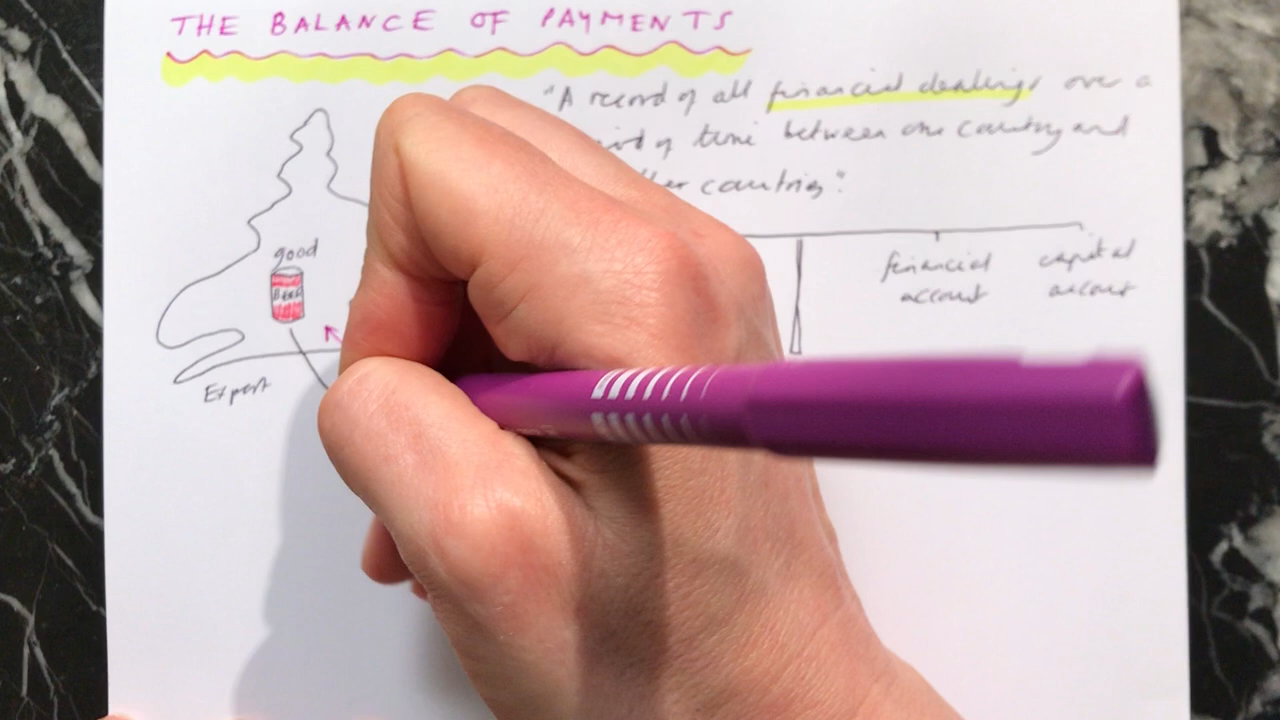 THE BALANCE OF PAYMENTS
"A record of all financial dealings over a
of time between one country and
countries".
good
BEER
Export
financial
account
capital
account